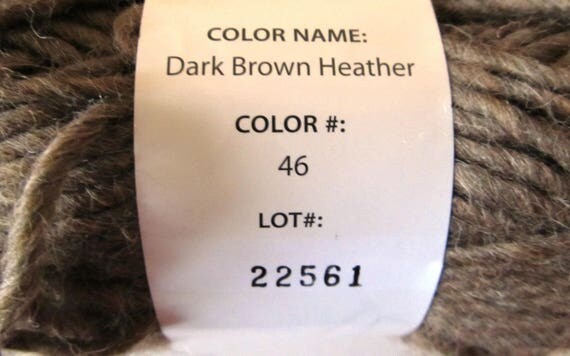 COLOR NAME:
Dark Brown Heather
COLOR #:
46
LOT#:
22561